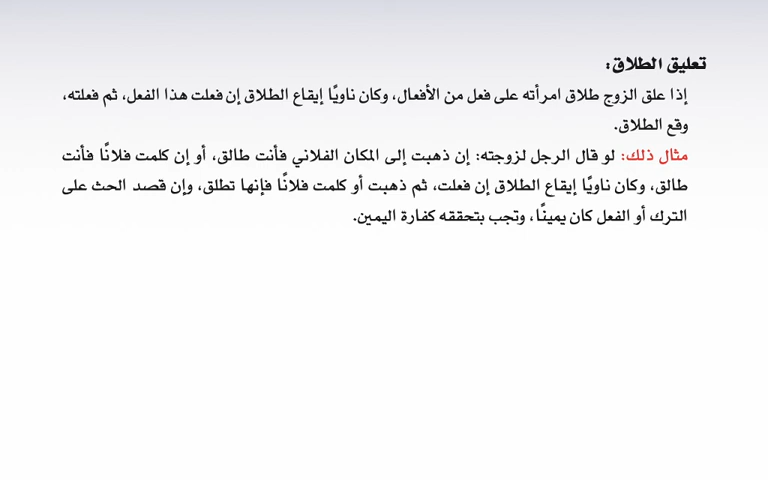 تعليق الطلاق:
إذا علق الزوج طلاق امرأته على فعل من الأفعال، وكان ناويًا إيقاع الطلاق إن فعلت هذا الفعل، ثم فعلته،
وقع الطلاق.
مثال ذلك: لو قال الرجل لزوجته: إن ذهبت إلى المكان الفلاني فأنت طالق، أو إن كلمت فلانًا فأنت
طالق، وكان ناويًا إيقاع الطلاق إن فعلت، ثم ذهبت أو كلمت فلانًا فإنها تطلق، وإن قصد الحث على
الترك أو الفعل كان يمينًا، وتجب بتحققه كفارة اليمين.